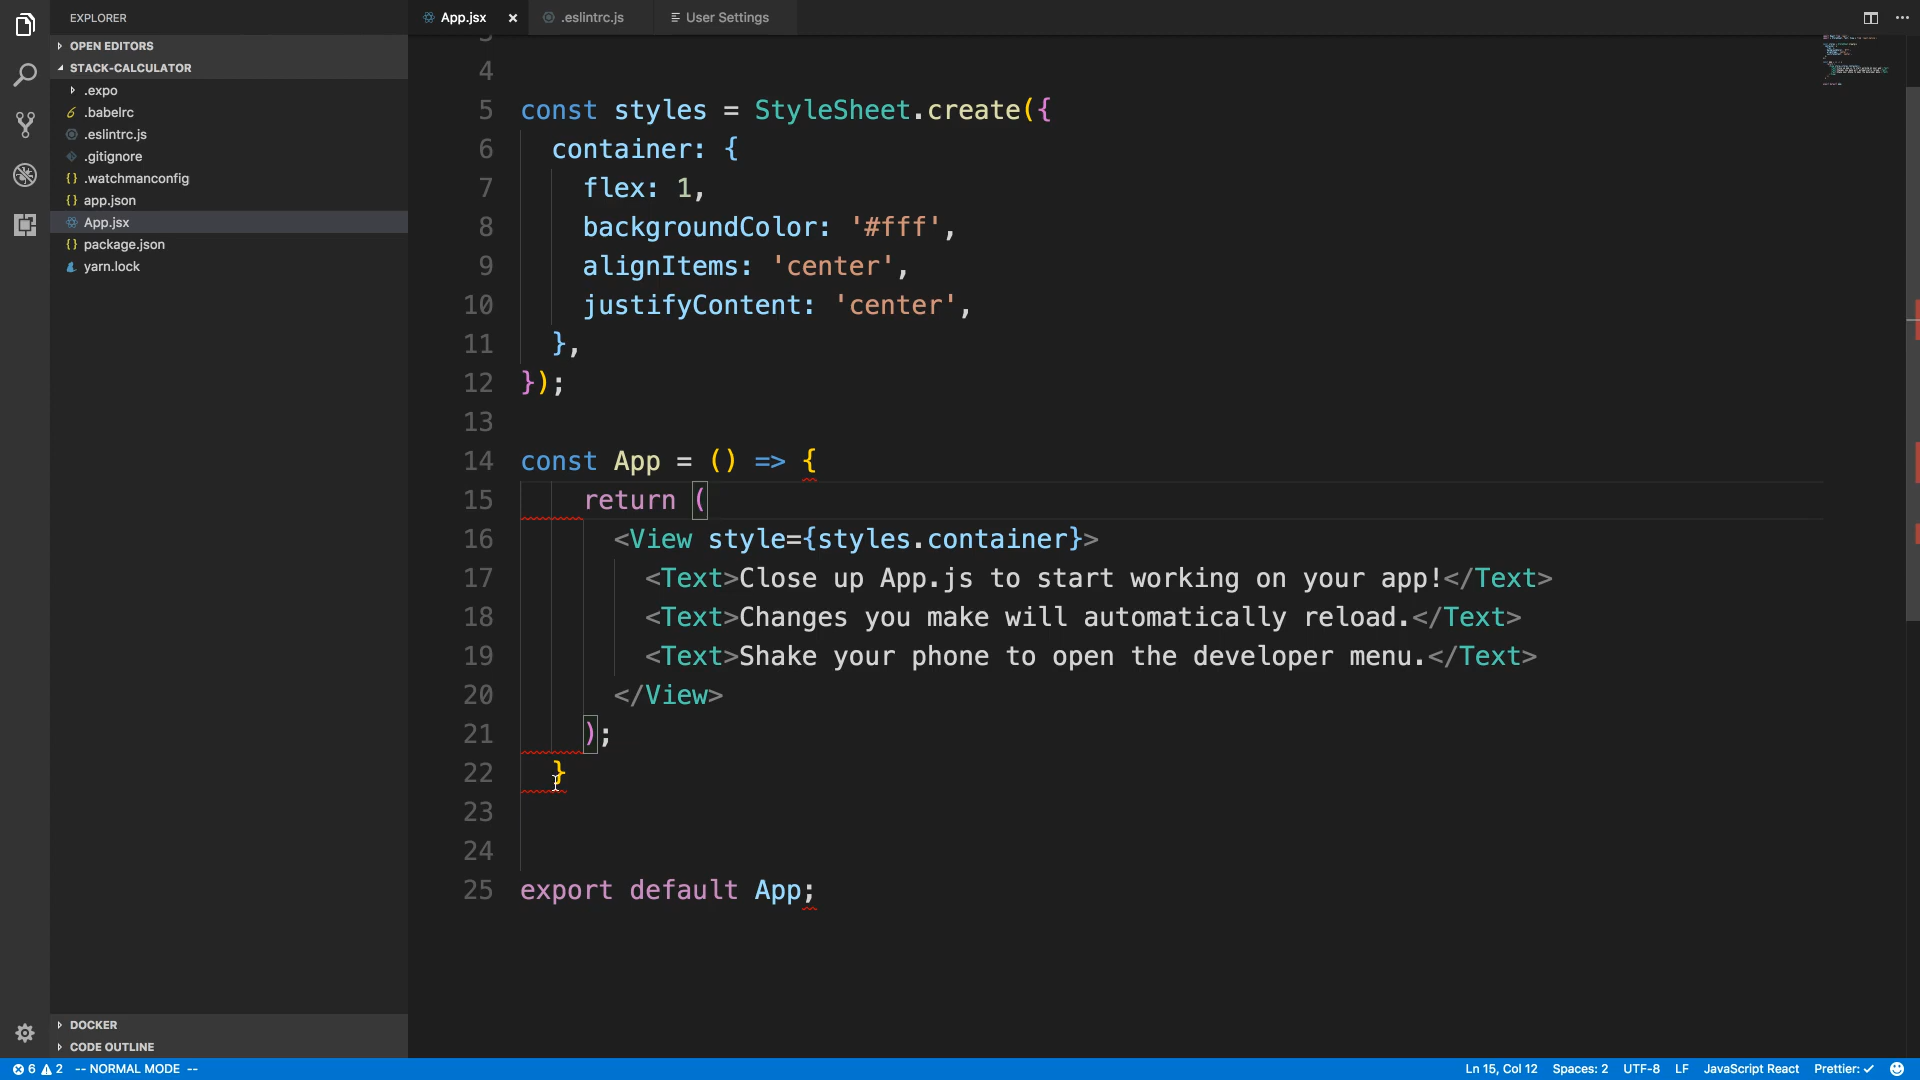 EXPLORER
OPEN EDITORS
STACK-CALCULATOR
.expo
.babelrc
.eslintrc.js
.gitignore
.watchmanconfig
app.json
App.jsx
package.json
yarn.lock
DOCKER
CODE OUTLINE
App.jsx × .eslintrc.js User Settings
4
5 const styles = StyleSheet.create({
6 container: {
7 flex: 1,
8 backgroundColor: '#fff',
9 alignItems: 'center',
10 justifyContent: 'center',
11 },
12 });
13
14 const App = () => {
15 return (
16 <View style={styles.container}>
17 <Text>Close up App.js to start working on your app!</Text>
18 <Text>Changes you make will automatically reload.</Text>
19 <Text>Shake your phone to open the developer menu.</Text>
20 </View>
21 );
22 }
23
24
25 export default App;
6 2 -- NORMAL MODE -- Ln 15, Col 12 Spaces: 2 UTF-8 LF JavaScript React Prettier: ✓